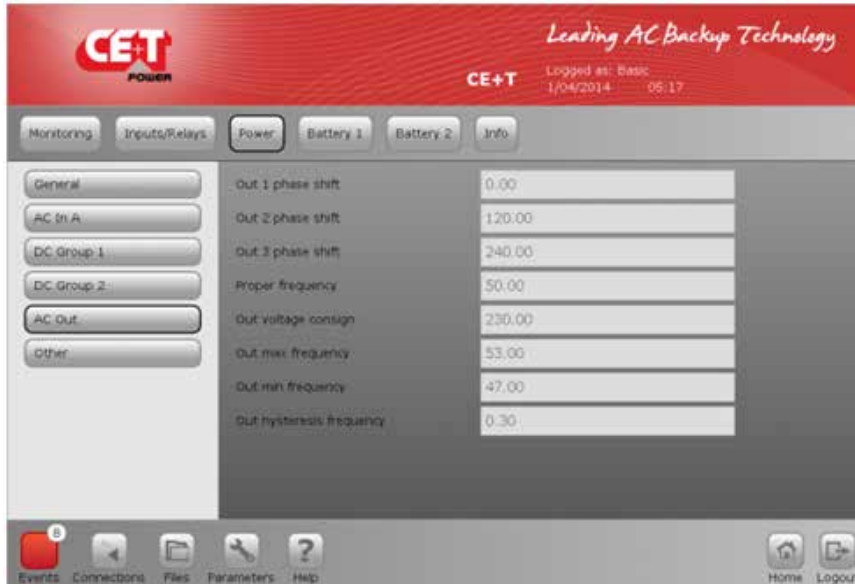 CE+T
POWER
Leading AC Backup Technology
CE+T
Logged as: Basic
1/04/2014 05:17
Monitoring Inputs/Relays Power Battery 1 Battery 2 Info
General
AC In A
DC Group 1
DC Group 2
AC Out
Other
Out 1 phase shift 0.00
Out 2 phase shift 120.00
Out 3 phase shift 240.00
Proper frequency 50.00
Out voltage consign 230.00
Out max frequency 53.00
Out min frequency 47.00
Out hysteresis frequency 0.30
8
Events Connections Files Parameters Help Home Logout